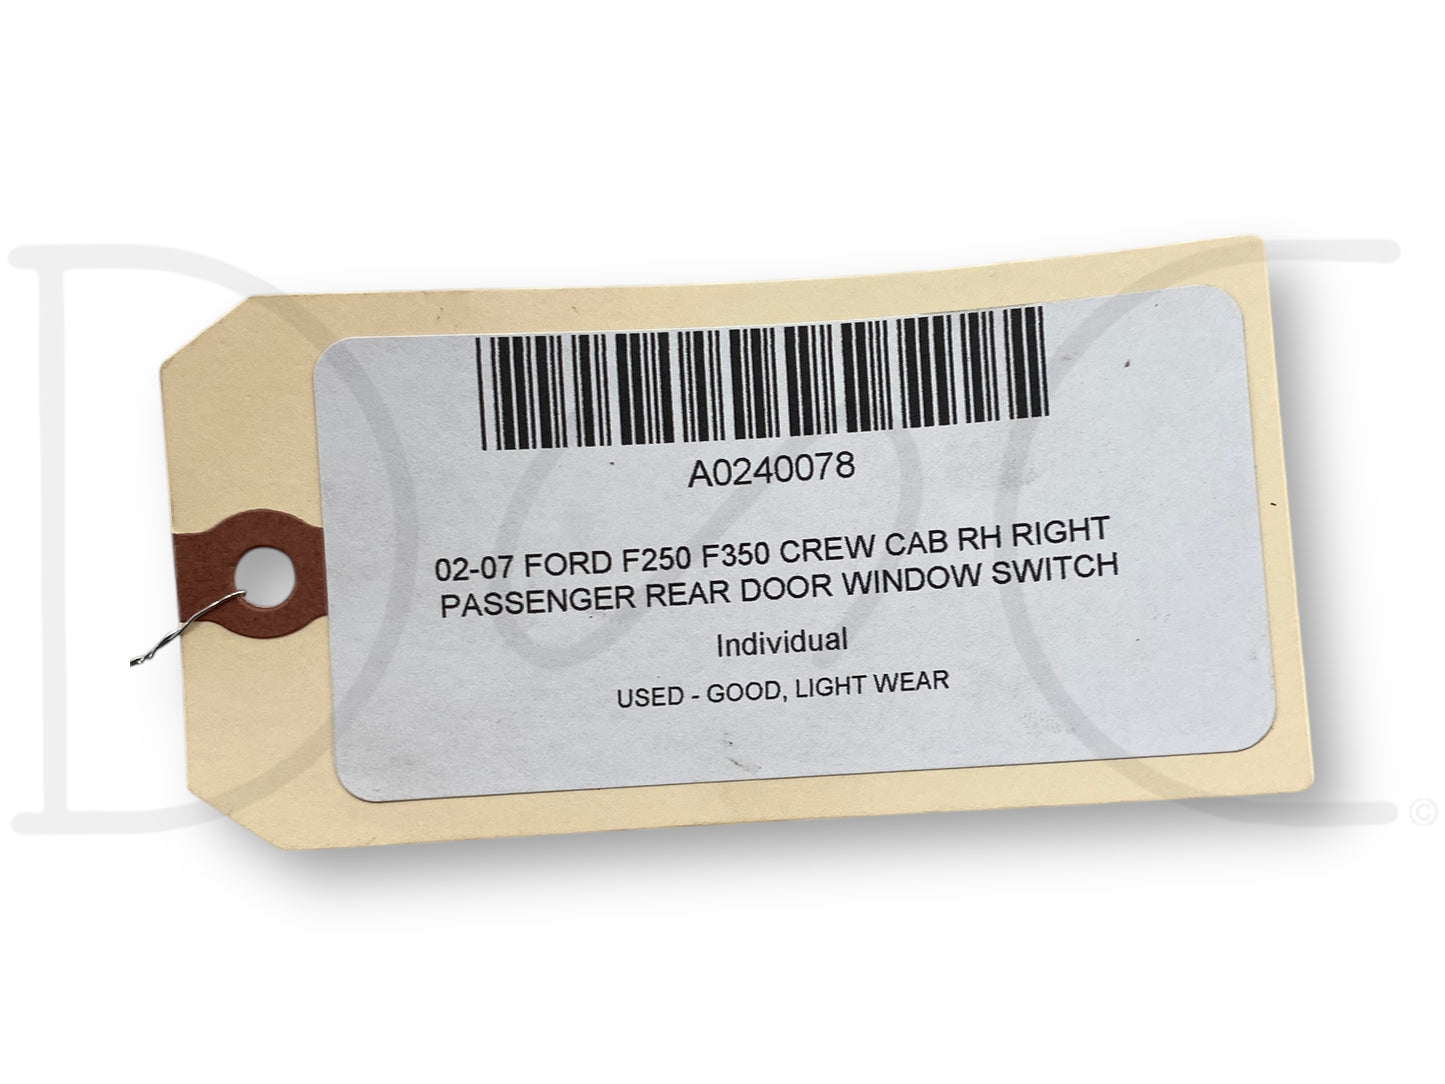 A0240078
02-07 FORD F250 F350 CREW CAB RH RIGHT
PASSENGER REAR DOOR WINDOW SWITCH
Individual
USED - GOOD, LIGHT WEAR
D S C ©